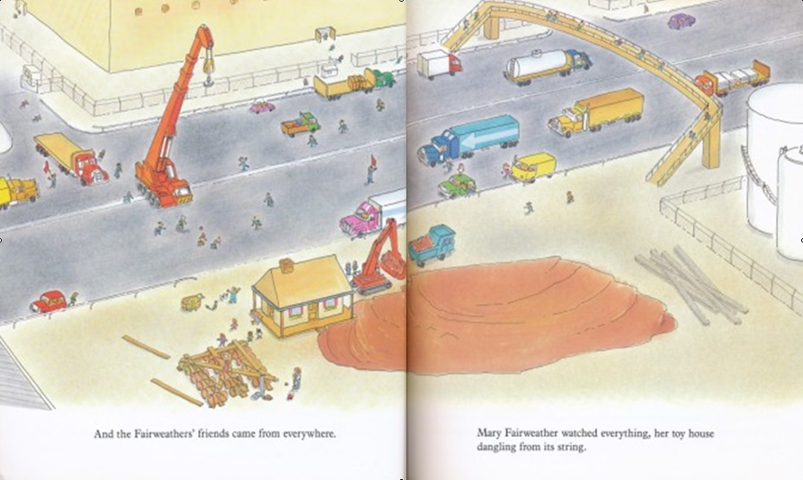 And the Fairweathers' friends came from everywhere.
Mary Fairweather watched everything, her toy house
dangling from its string.